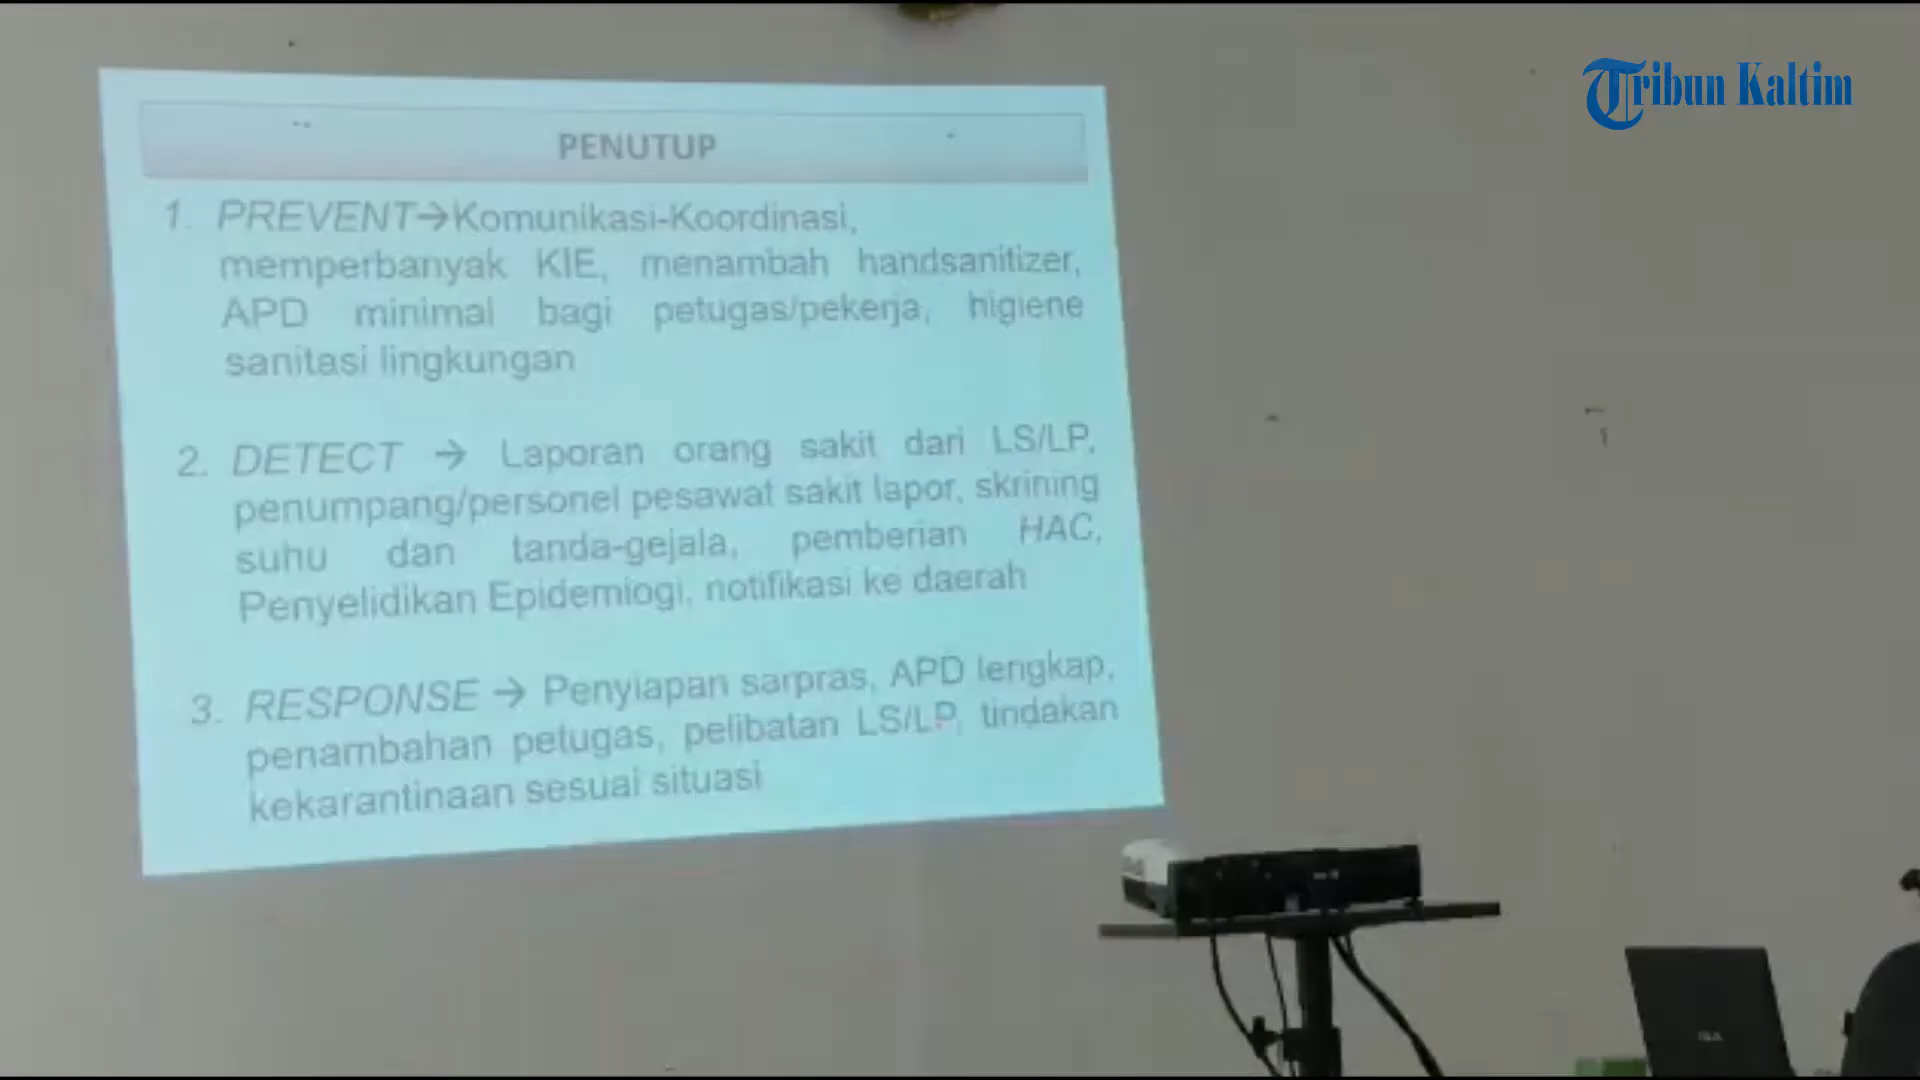 Tribun Kaltim
PENUTUP
1. PREVENT→Komunikasi-Koordinasi,
memperbanyak KIE, menambah handsanitizer,
APD minimal bagi petugas/pekerja, higiene
sanitasi lingkungan
2. DETECT → Laporan orang sakit dari LS/LP,
penumpang/personel pesawat sakit lapor, skrining
suhu dan tanda-gejala, pemberian HAC,
Penyelidikan Epidemiogi, notifikasi ke daerah
3. RESPONSE → Penyiapan sarpras, APD lengkap,
penambahan petugas, pelibatan LS/LP, tindakan
kekarantinaan sesuai situasi